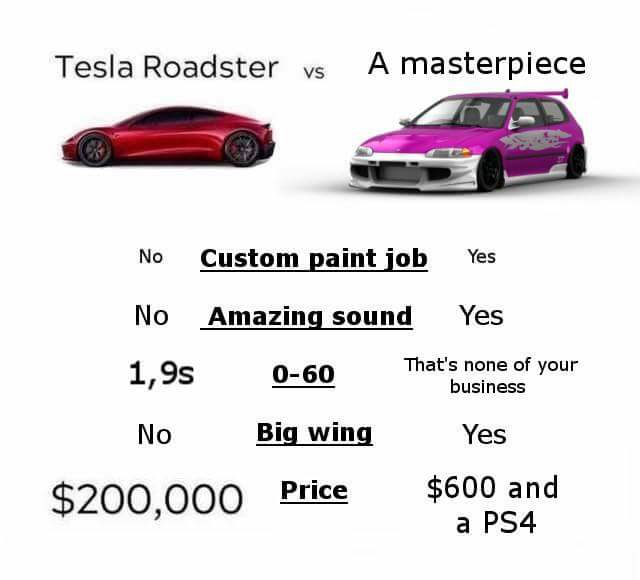 Tesla Roadster vs A masterpiece
No Custom paint job Yes
No Amazing sound Yes
1,9s 0-60 That's none of your
business
No Big wing Yes
$200,000 Price $600 and
a PS4